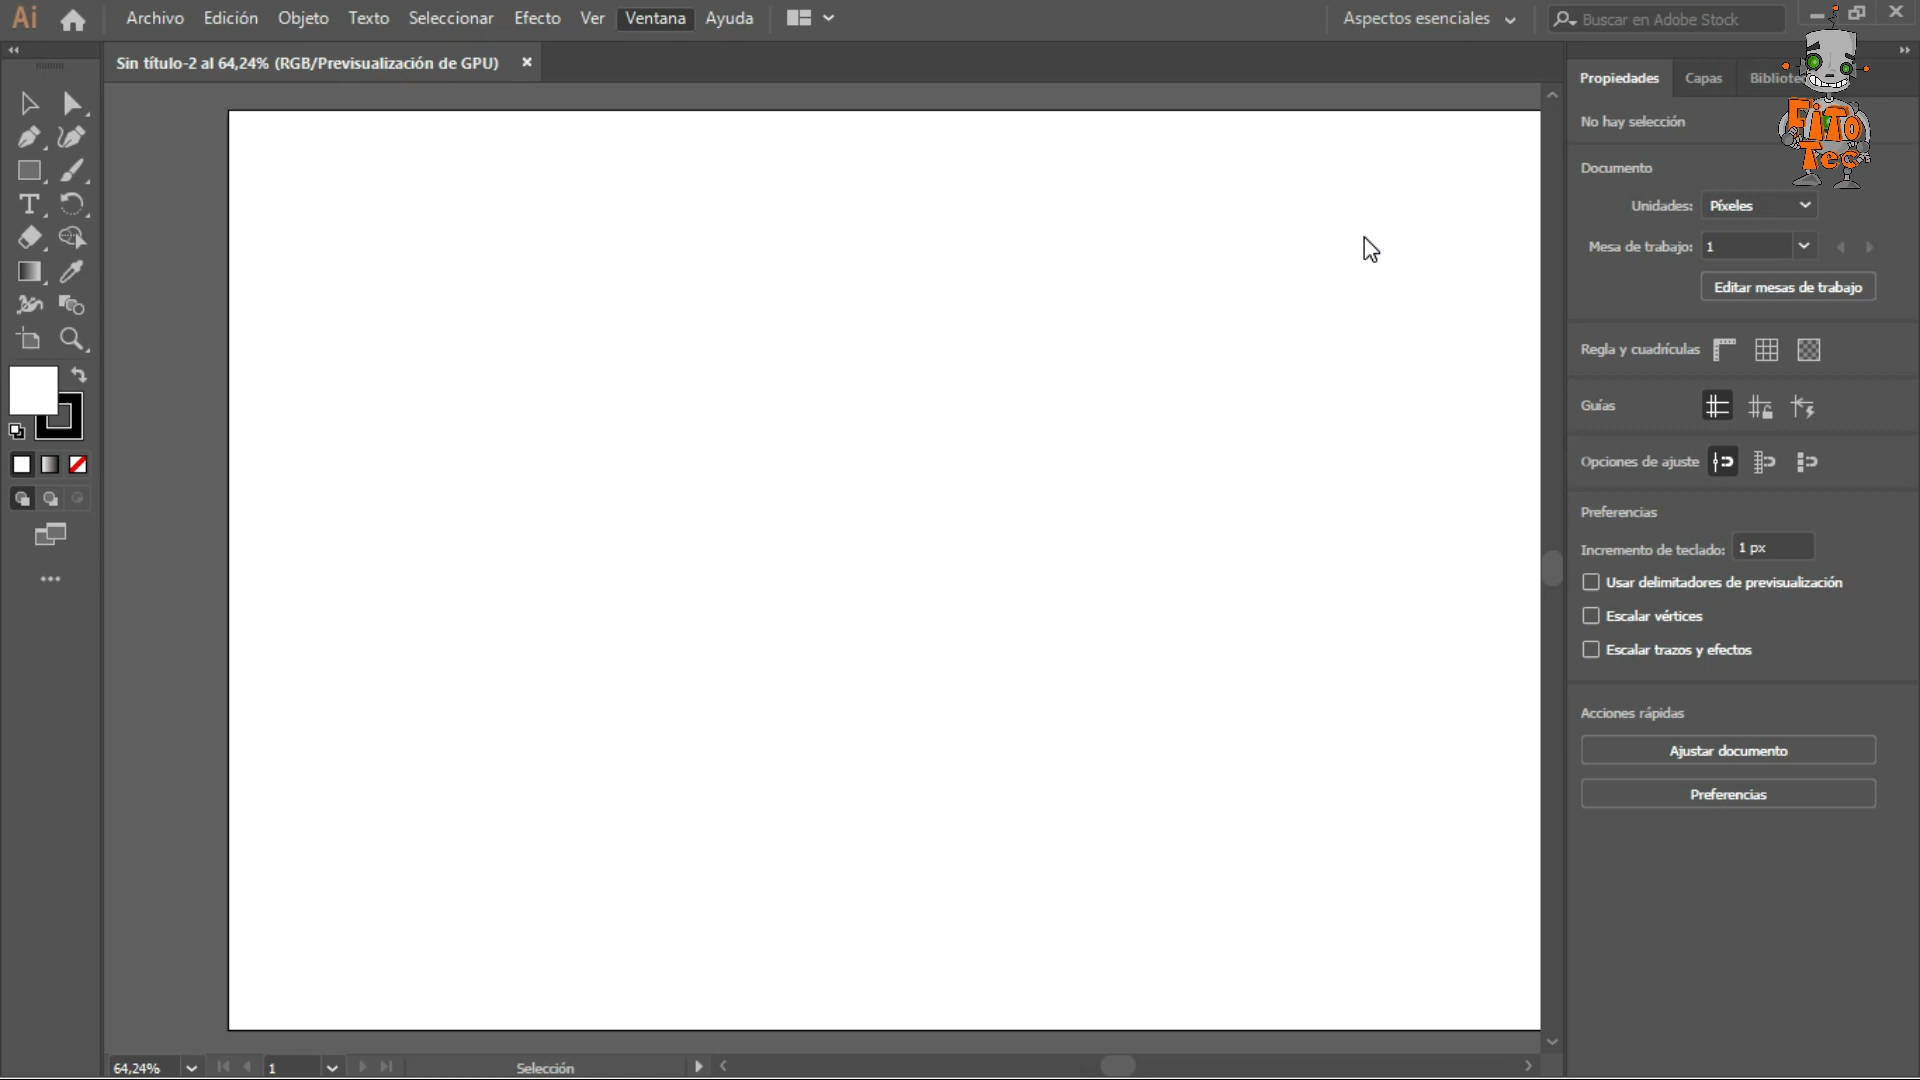 Ai Archivo Edición Objeto Texto Seleccionar Efecto Ver Ventana Ayuda Aspectos esenciales Buscar en Adobe Stock
Sin título-2 al 64,24% (RGB/Previsualización de GPU)
Propiedades Capas
No hay selección
FiTo
Tec
Documento
Unidades: Píxeles
Mesa de trabajo: 1
Editar mesas de trabajo
Regla y cuadrículas
Guías
Opciones de ajuste
Preferencias
Incremento de teclado: 1 px
Usar delimitadores de previsualización
Escalar vértices
Escalar trazos y efectos
Acciones rápidas
Ajustar documento
Preferencias
64,24% 1 Selección